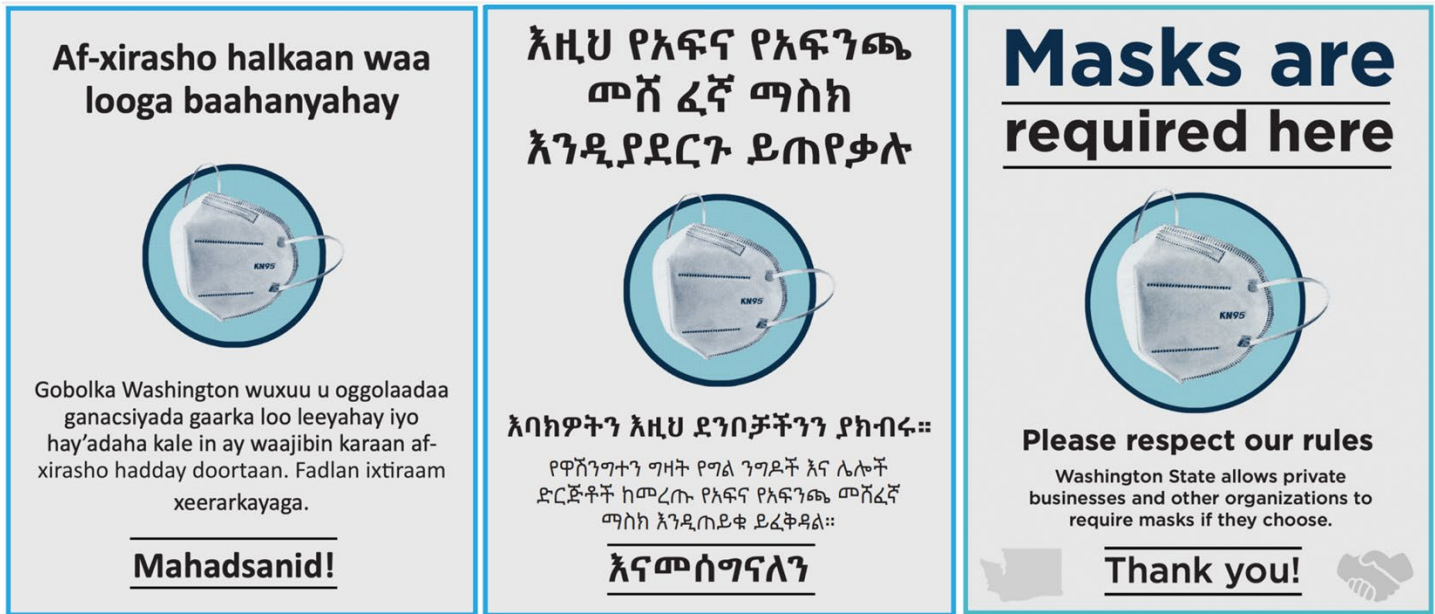 Af-xirasho halkaan waa
looga baahanyahay
KN95
Gobolka Washington wuxuu u oggolaadaa
ganacsiyada gaarka loo leeyahay iyo
hay’adaha kale in ay waajibin karaan af-
xirasho hadday doortaan. Fadlan ixtiraam
xeerarkayaga.
Mahadsanid!
እዚህ የአፍና የአፍንጫ
መሸ ፈኛ ማስክ
እንዲያደርጉ ይጠየቃሉ
KN95
እባክዎትን እዚህ ደንቦቻችንን ያክብሩ።
የዋሽንግተን ግዛት የግል ንግዶች እና ሌሎች
ድርጅቶች ከመረጡ የአፍና የአፍንጫ መሸፈኛ
ማስክ እንዲጠይቁ ይፈቅዳል።
እናመሰግናለን
Masks are
required here
KN95
Please respect our rules
Washington State allows private
businesses and other organizations to
require masks if they choose.
Thank you!